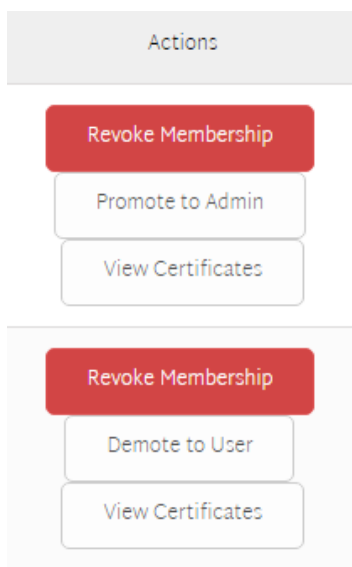 Actions
Revoke Membership
Promote to Admin
View Certificates
Revoke Membership
Demote to User
View Certificates